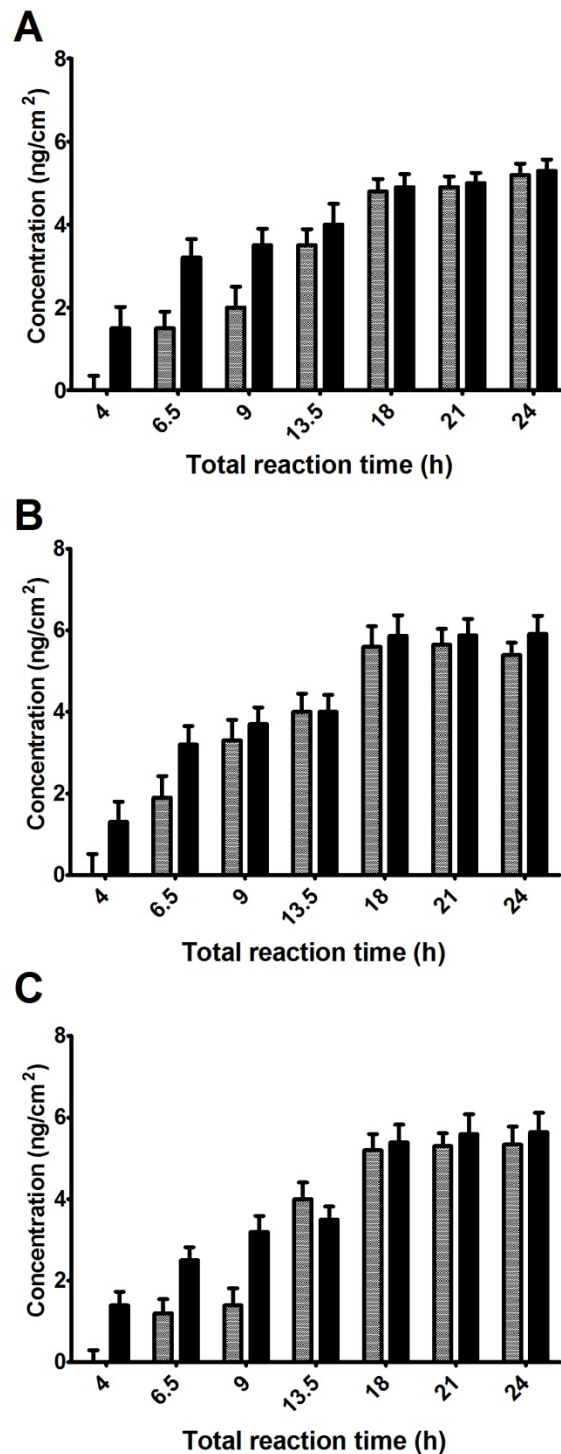 A
Concentration (ng/cm²)
8
6
4
2
0
4 6.5 9 13.5 18 21 24
Total reaction time (h)
B
Concentration (ng/cm²)
8
6
4
2
0
4 6.5 9 13.5 18 21 24
Total reaction time (h)
C
Concentration (ng/cm²)
8
6
4
2
0
4 6.5 9 13.5 18 21 24
Total reaction time (h)